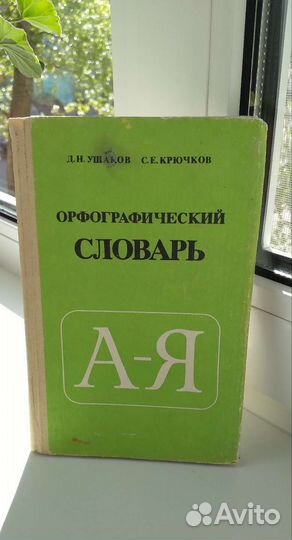 Д.Н.УШАКОВ С.Е.КРЮЧКОВ
ОРФОГРАФИЧЕСКИЙ
СЛОВАРЬ
А-Я
Avito